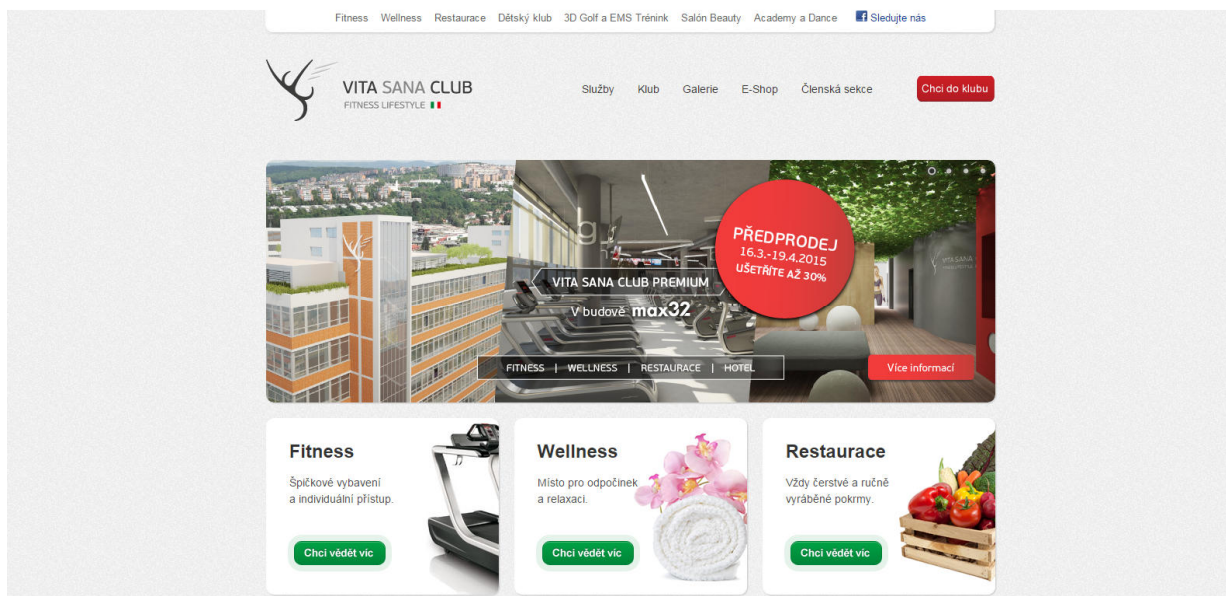 Fitness Wellness Restaurace Dětský klub 3D Golf a EMS Trénink Salón Beauty Academy a Dance Sledujte nás
VITA SANA CLUB
FITNESS LIFESTYLE
Služby Klub Galerie E-Shop Členská sekce Chci do klubu
PŘEDPRODEJ
16.3.-19.4.2015
UŠETŘÍTE AŽ 30%
VITA SANA
VITA SANA CLUB PREMIUM
V budově max32
FITNESS | WELLNESS | RESTAURACE | HOTEL
Více informací
Fitness
Špičkové vybavení
a individuální přístup.
Chci vědět víc
Wellness
Místo pro odpočinek
a relaxaci.
Chci vědět víc
Restaurace
Vždy čerstvé a ručně
vyráběné pokrmy.
Chci vědět víc